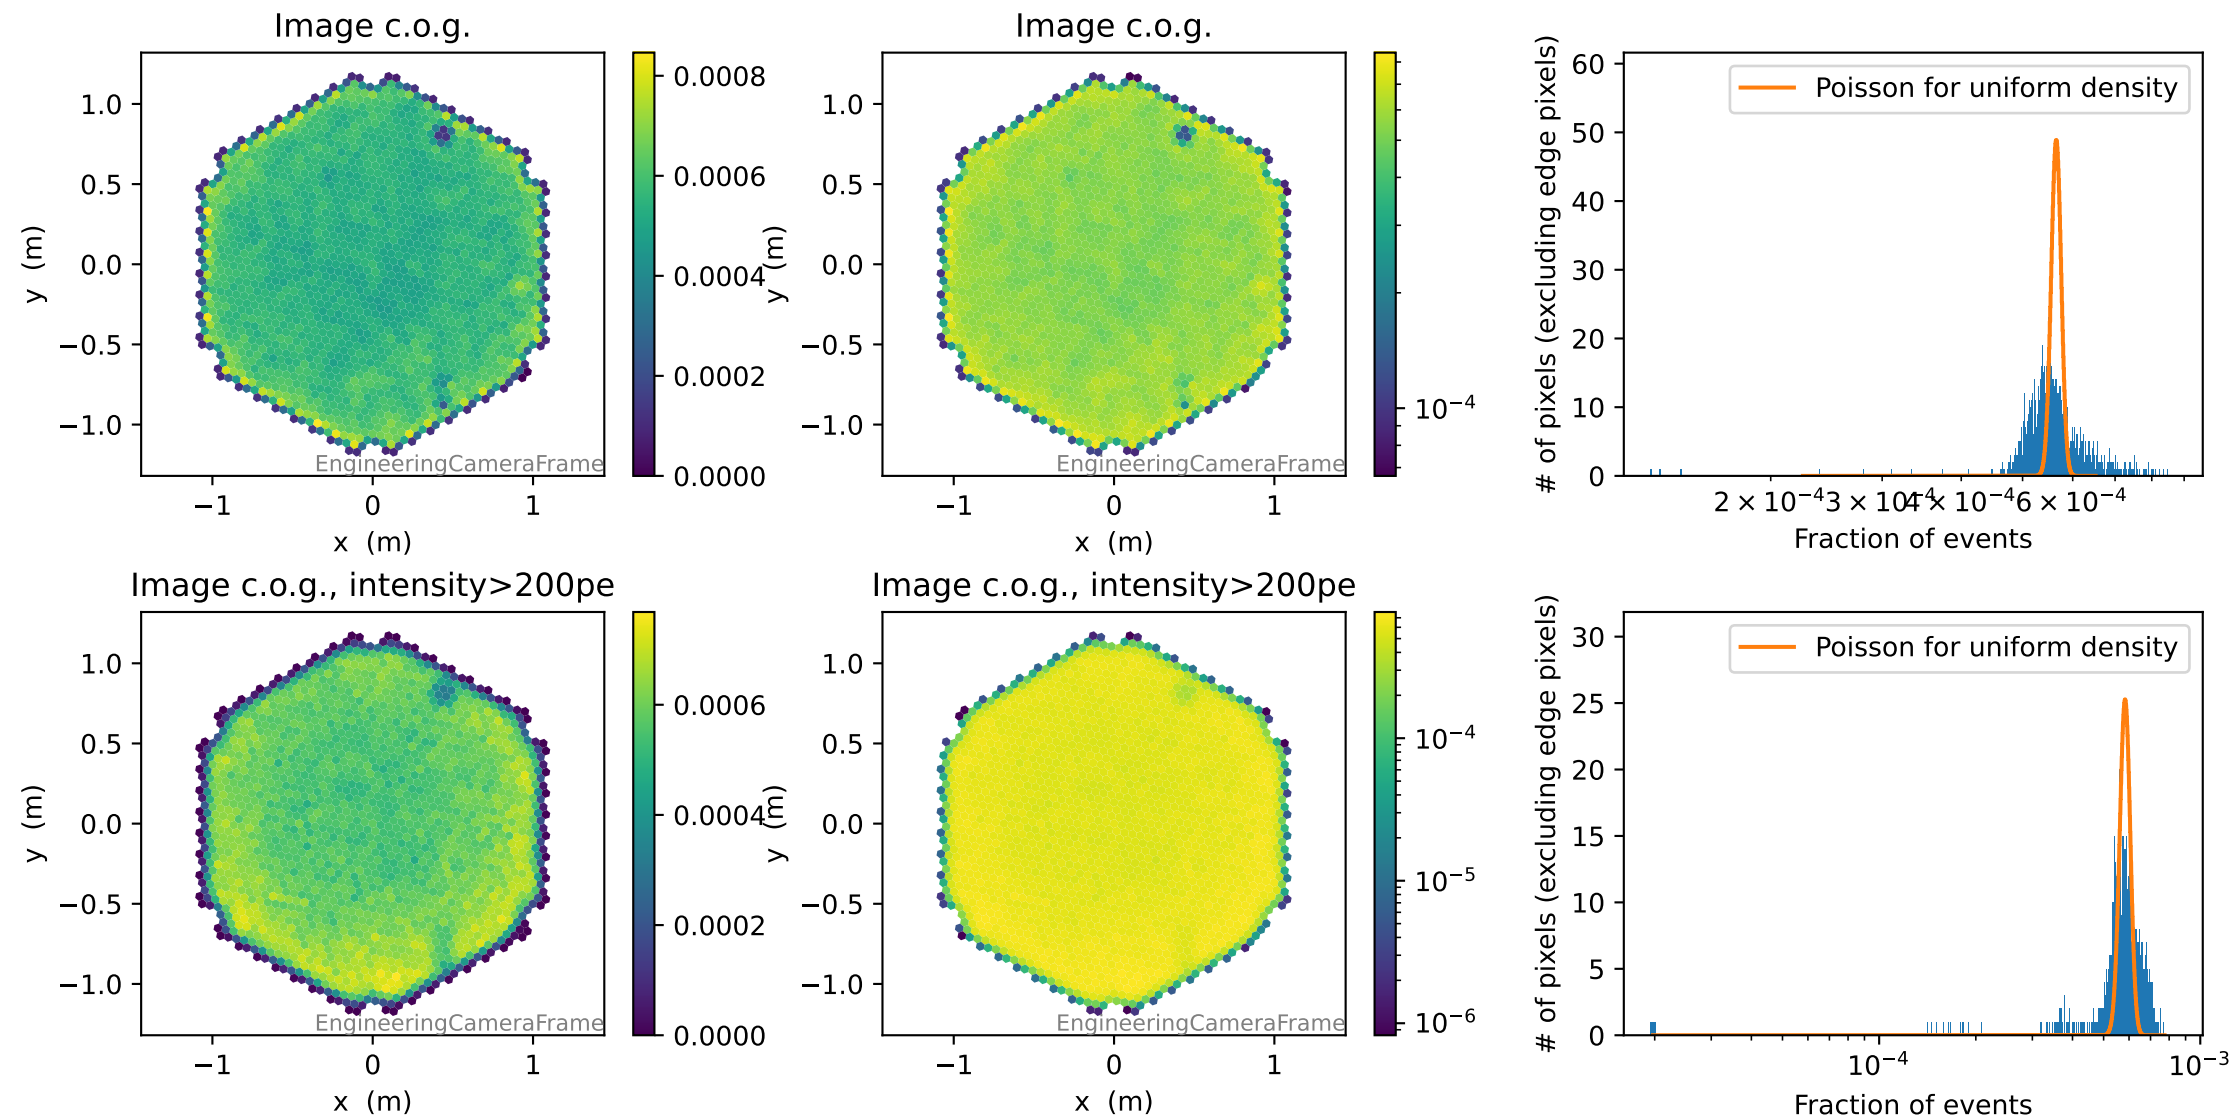 Image c.o.g.
1.0
0.5
0.0
−0.5
−1.0
y (m)
−1
0
1
x (m)
EngineeringCameraFrame
0.0008
0.0006
0.0004
0.0002
0.0000
Image c.o.g.
1.0
0.5
0.0
−0.5
−1.0
y (m)
−1
0
1
x (m)
EngineeringCameraFrame
10⁻⁴
Poisson for uniform density
60
50
40
30
20
10
0
# of pixels (excluding edge pixels)
2 × 10⁻⁴
3 × 10⁻⁴
4 × 10⁻⁴
6 × 10⁻⁴
Fraction of events
Image c.o.g., intensity>200pe
1.0
0.5
0.0
−0.5
−1.0
y (m)
−1
0
1
x (m)
EngineeringCameraFrame
0.0006
0.0004
0.0002
0.0000
Image c.o.g., intensity>200pe
1.0
0.5
0.0
−0.5
−1.0
y (m)
−1
0
1
x (m)
EngineeringCameraFrame
10⁻⁴
10⁻⁵
10⁻⁶
Poisson for uniform density
30
25
20
15
10
5
0
# of pixels (excluding edge pixels)
10⁻⁴
10⁻³
Fraction of events